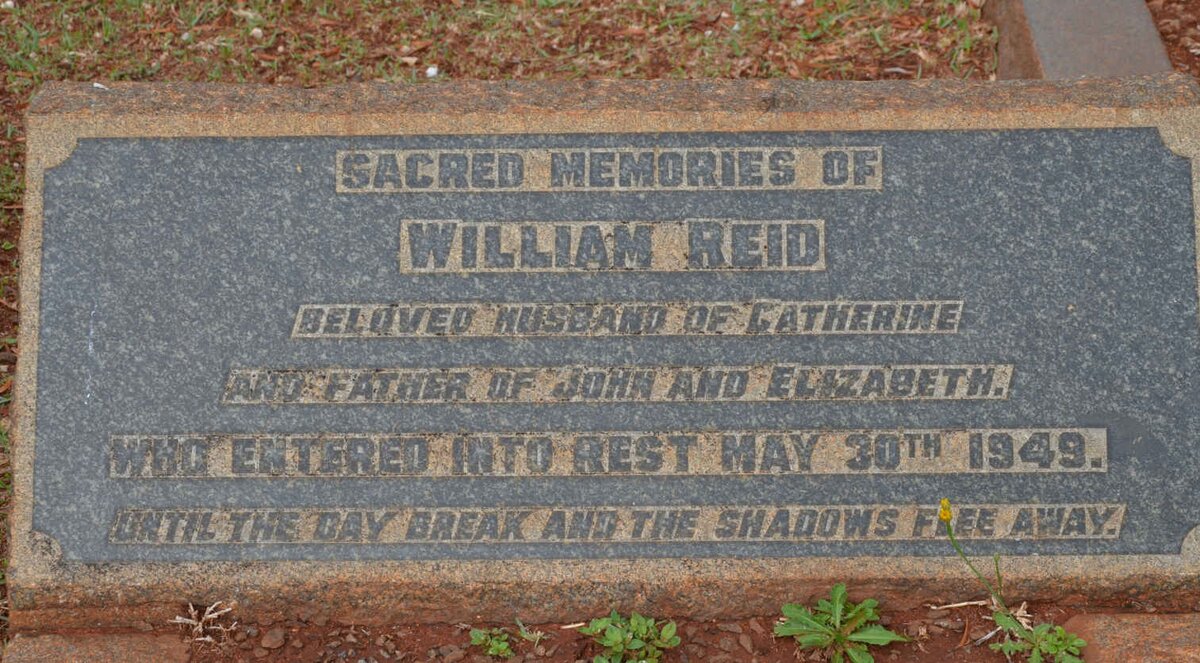 SACRED MEMORIES OF
WILLIAM REID
BELOVED HUSBAND OF CATHERINE
AND FATHER OF JOHN AND ELIZABETH.
WHO ENTERED INTO REST MAY 30TH 1949.
UNTIL THE DAY BREAK AND THE SHADOWS FLEE AWAY.